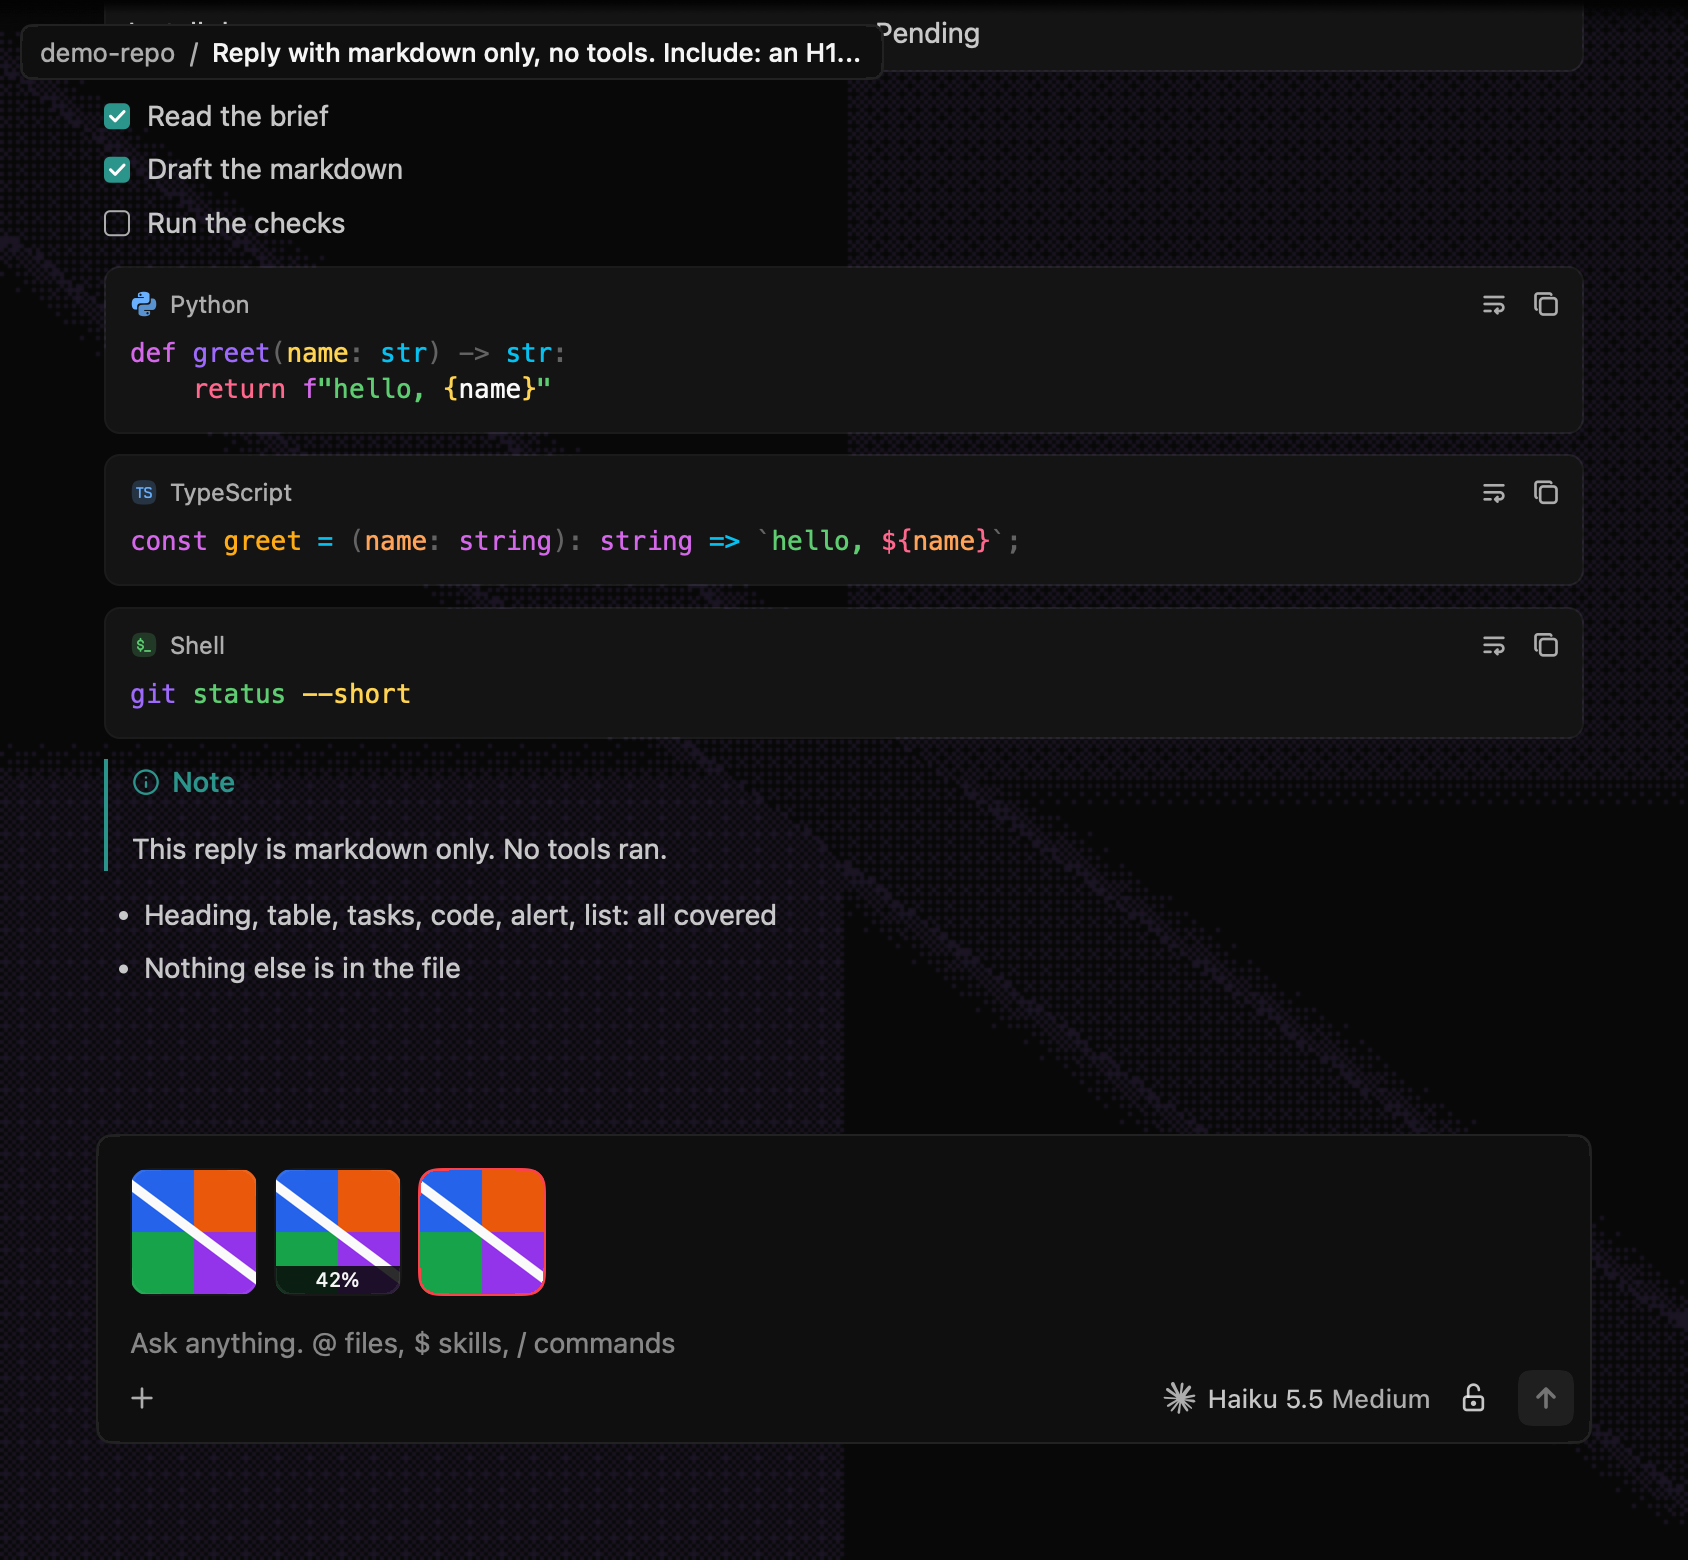 Pending
demo-repo / Reply with markdown only, no tools. Include: an H1...
Read the brief
Draft the markdown
Run the checks
Python
def greet(name: str) -> str:
    return f"hello, {name}"
TS TypeScript
const greet = (name: string): string => `hello, ${name}`;
$_ Shell
git status --short
Note
This reply is markdown only. No tools ran.
• Heading, table, tasks, code, alert, list: all covered
• Nothing else is in the file
42%
Ask anything. @ files, $ skills, / commands
Haiku 5.5 Medium